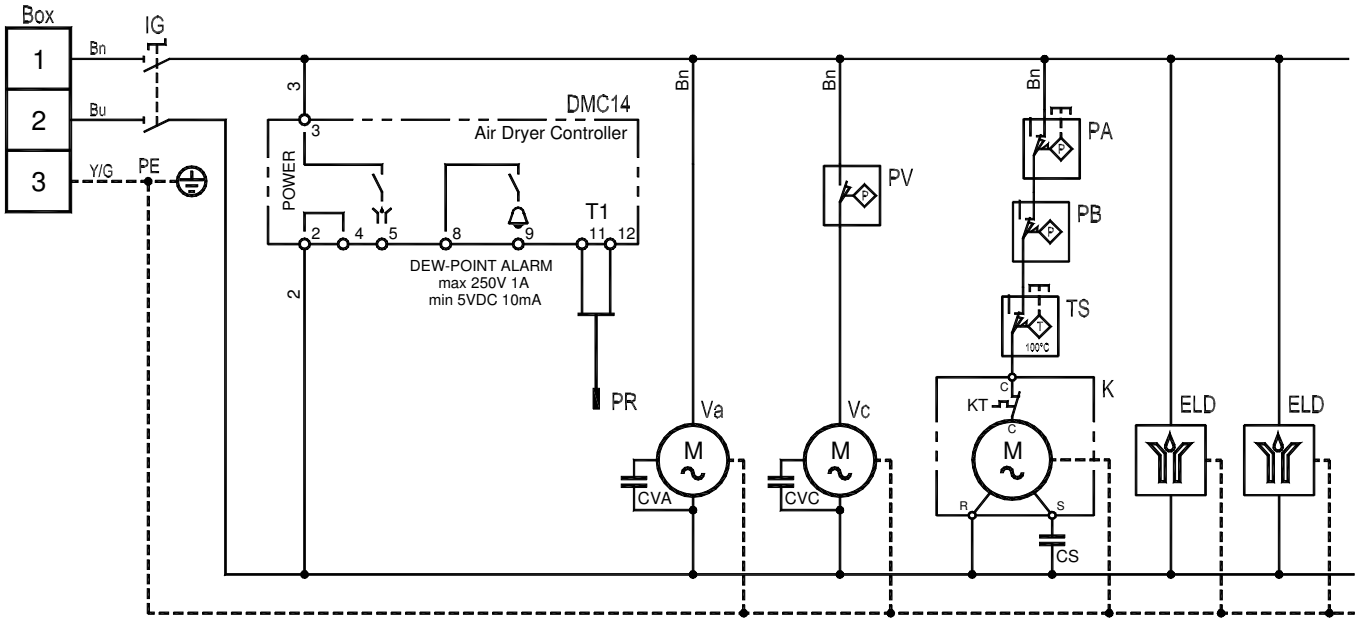 Box
IG
1
Bn
2
Bu
3
Y/G
PE
3
DMC14
3
Air Dryer Controller
POWER
T1
2
4
5
8
9
11
12
DEW-POINT ALARM
max 250V 1A
min 5VDC 10mA
2
PR
Bn
Va
M
CVA
Bn
PV
P
Vc
M
CVC
Bn
PA
P
PB
P
TS
T
100°C
C
K
KT
C
M
R
S
CS
ELD
ELD